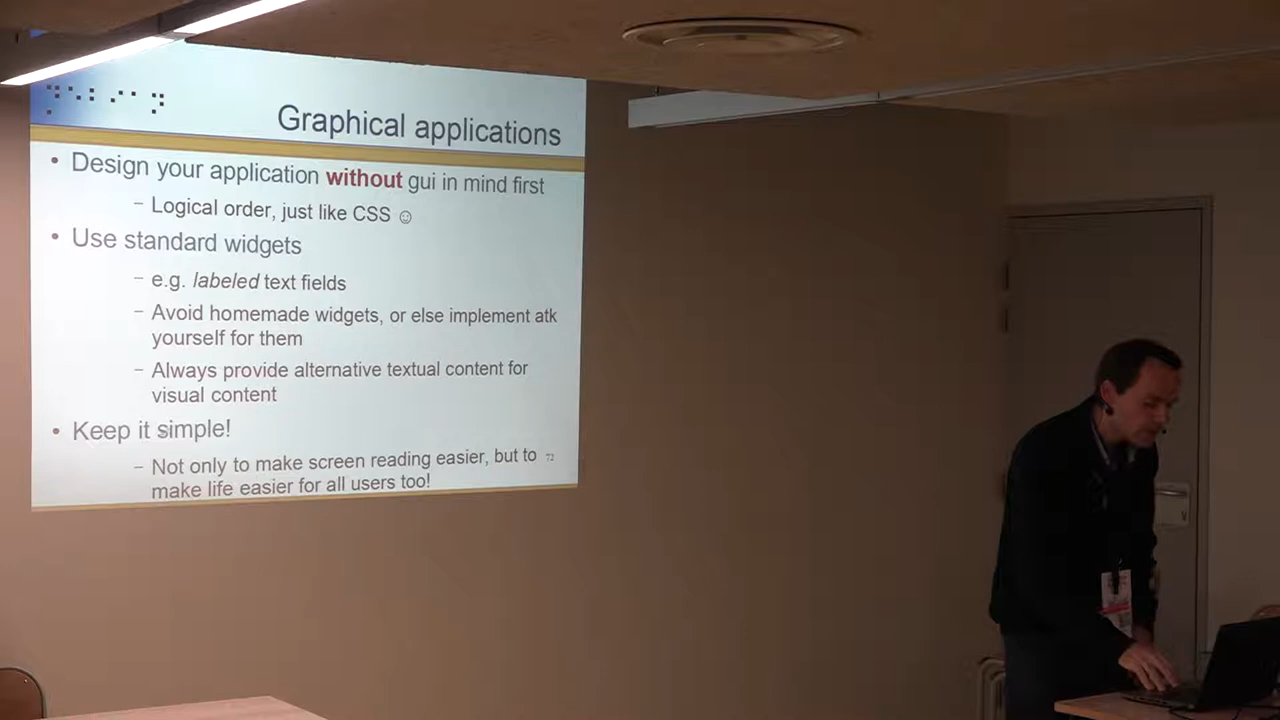 Graphical applications
• Design your application without gui in mind first
– Logical order, just like CSS ☺
• Use standard widgets
– e.g. labeled text fields
– Avoid homemade widgets, or else implement atk
yourself for them
– Always provide alternative textual content for
visual content
• Keep it simple!
– Not only to make screen reading easier, but to
make life easier for all users too!
72